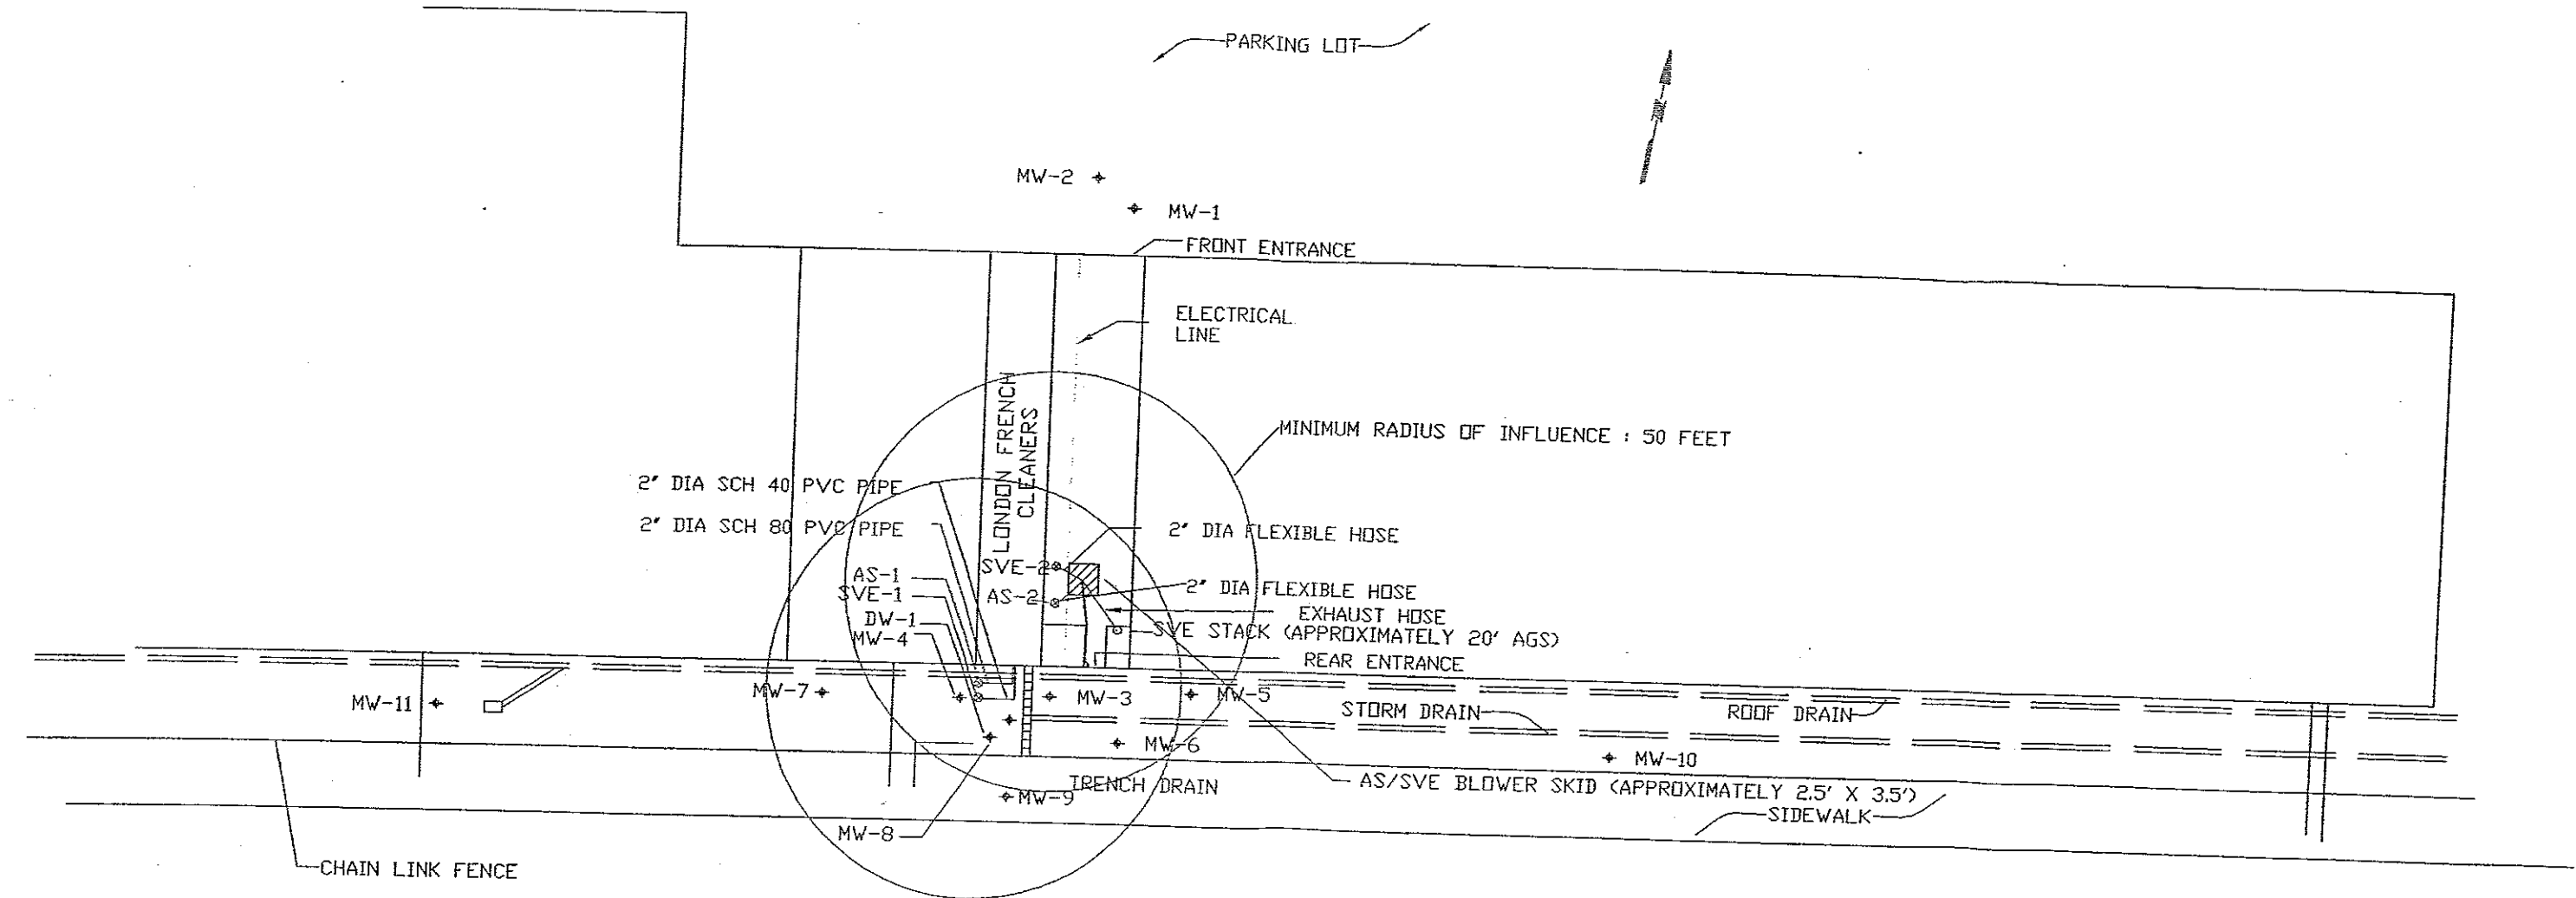 PARKING LOT
MW-2
MW-1
FRONT ENTRANCE
ELECTRICAL
LINE
LONDON FRENCH
CLEANERS
MINIMUM RADIUS OF INFLUENCE : 50 FEET
2" DIA SCH 40 PVC PIPE
2" DIA SCH 80 PVC PIPE
2" DIA FLEXIBLE HOSE
AS-1
SVE-1
DW-1
MW-4
SVE-2
AS-2
2" DIA FLEXIBLE HOSE
EXHAUST HOSE
SVE STACK (APPROXIMATELY 20' AGS)
REAR ENTRANCE
MW-11
MW-7
MW-3
MW-5
STORM DRAIN
ROOF DRAIN
MW-6
MW-10
TRENCH DRAIN
AS/SVE BLOWER SKID (APPROXIMATELY 2.5' X 3.5')
MW-9
SIDEWALK
MW-8
CHAIN LINK FENCE